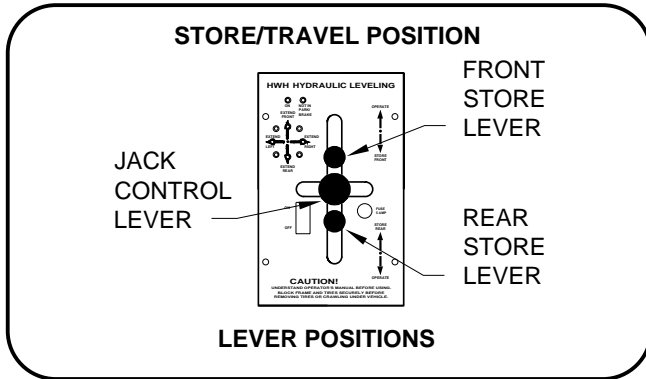 STORE/TRAVEL POSITION
FRONT
STORE
LEVER
HWH HYDRAULIC LEVELING
ON
NOT IN
PARK/
BRAKE
EXTEND
FRONT
EXTEND
LEFT
EXTEND
RIGHT
EXTEND
REAR
OPERATE
STORE
FRONT
JACK
CONTROL
LEVER
ON
OFF
FUSE
STORE
REAR
OPERATE
REAR
STORE
LEVER
CAUTION!
UNDERSTAND OPERATOR'S MANUAL BEFORE USING.
BLOCK FRAME AND TIRES SECURELY BEFORE
REMOVING TIRES OR CRAWLING UNDER VEHICLE.
LEVER POSITIONS